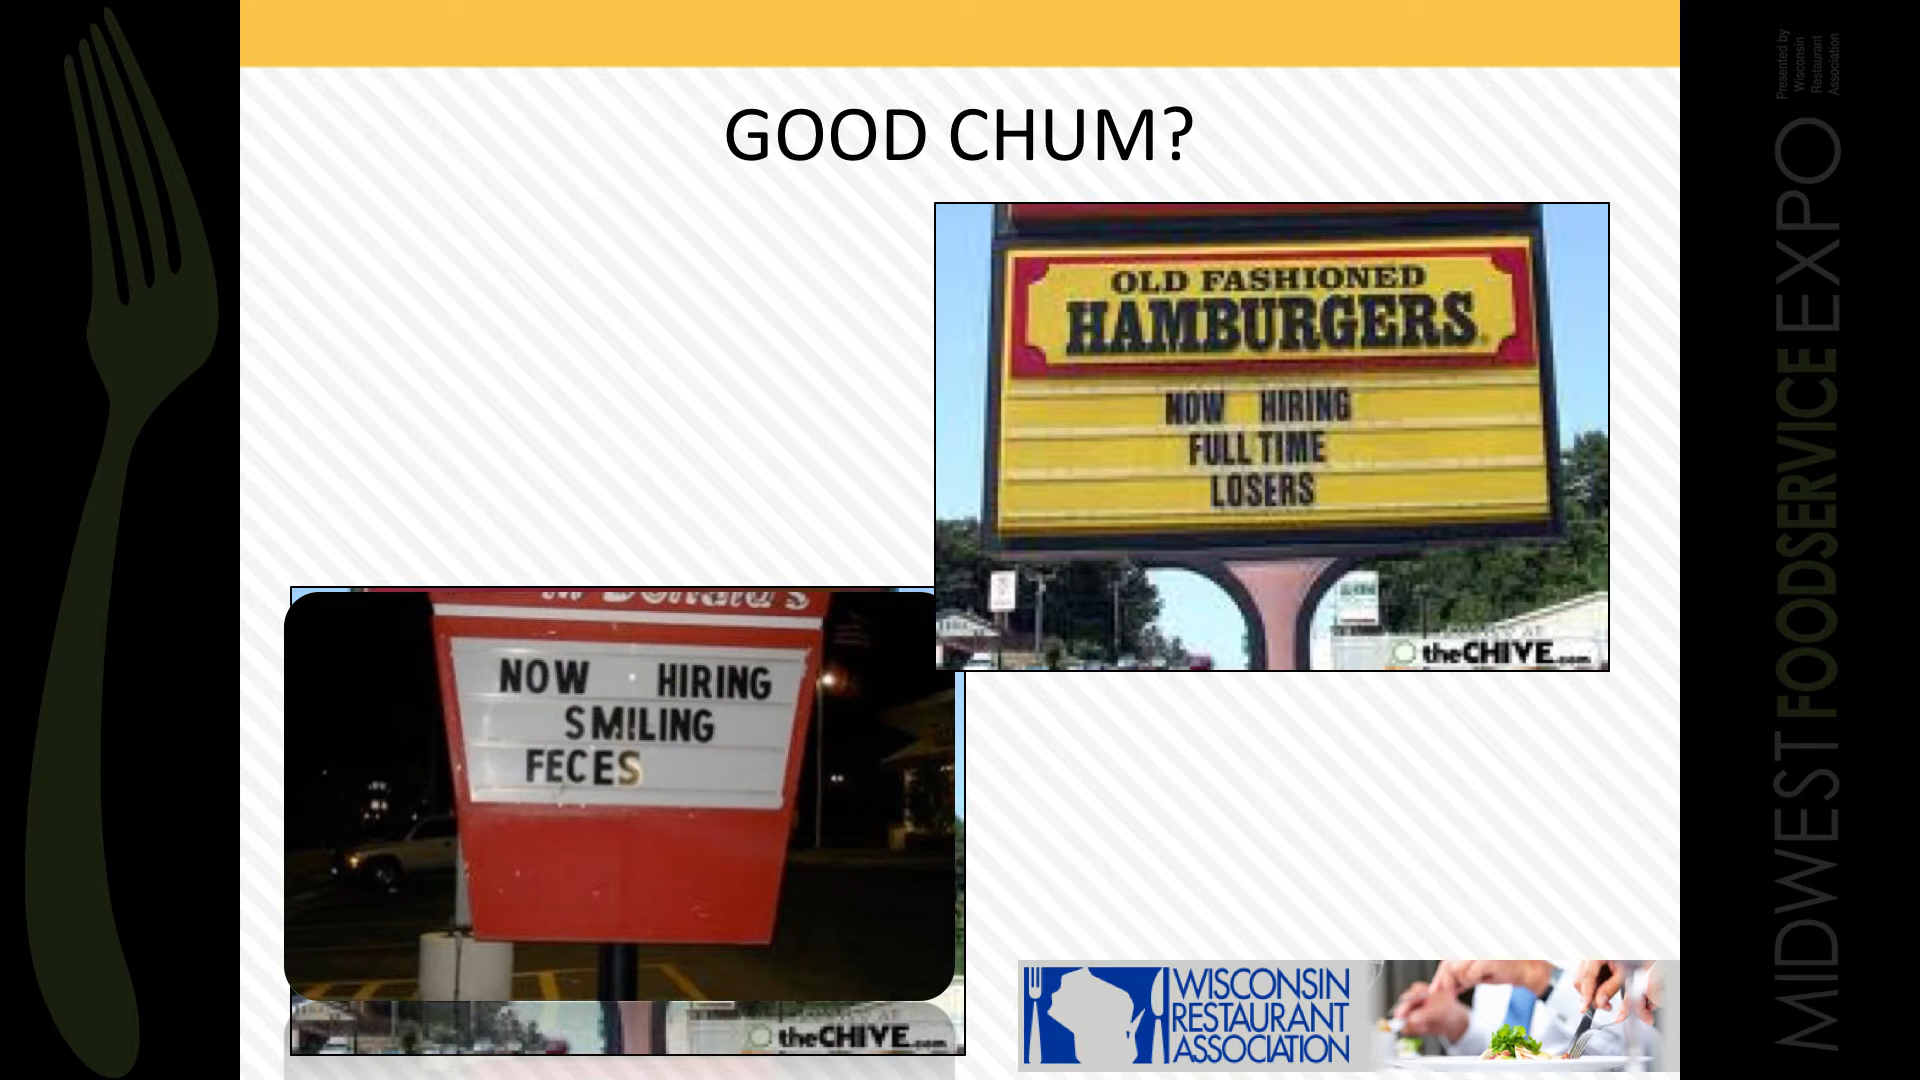 GOOD CHUM?
OLD FASHIONED
HAMBURGERS
NOW HIRING
FULL TIME
LOSERS
theCHIVE.com
McDonald's
NOW HIRING
SMILING
FECES
theCHIVE.com
WISCONSIN
RESTAURANT
ASSOCIATION
MIDWEST FOODSERVICE EXPO
Presented by
Wisconsin
Restaurant
Association